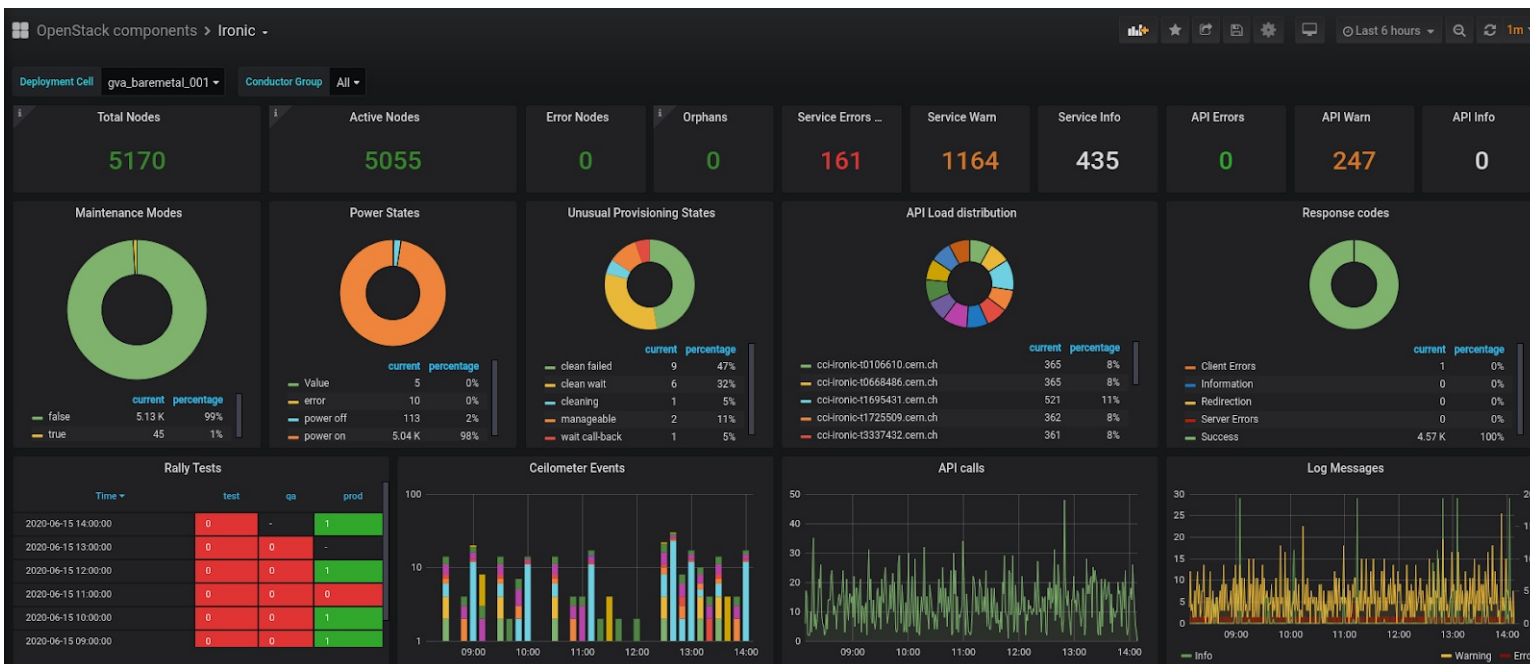 OpenStack components > Ironic
Last 6 hours
1m
Deployment Cell gva_baremetal_001 Conductor Group All
Total Nodes
5170
Active Nodes
5055
Error Nodes
0
Orphans
0
Service Errors ...
161
Service Warn
1164
Service Info
435
API Errors
0
API Warn
247
API Info
0
Maintenance Modes
current percentage
false 5.13 K 99%
true 45 1%
Power States
current percentage
Value 5 0%
error 10 0%
power off 113 2%
power on 5.04 K 98%
Unusual Provisioning States
current percentage
clean failed 9 47%
clean wait 6 32%
cleaning 1 5%
manageable 2 11%
wait call-back 1 5%
API Load distribution
current percentage
cci-ironic-t0106610.cern.ch 365 8%
cci-ironic-t0668486.cern.ch 365 8%
cci-ironic-t1695431.cern.ch 521 11%
cci-ironic-t1725509.cern.ch 362 8%
cci-ironic-t3337432.cern.ch 361 8%
Response codes
current percentage
Client Errors 1 0%
Information 0 0%
Redirection 0 0%
Server Errors 0 0%
Success 4.57 K 100%
Rally Tests
Time test qa prod
2020-06-15 14:00:00 0 - 1
2020-06-15 13:00:00 0 0 -
2020-06-15 12:00:00 0 0 1
2020-06-15 11:00:00 0 0 0
2020-06-15 10:00:00 0 0 1
2020-06-15 09:00:00 0 0 1
Ceilometer Events
100
10
1
09:00 10:00 11:00 12:00 13:00 14:00
API calls
50
40
30
20
10
0
09:00 10:00 11:00 12:00 13:00 14:00
Log Messages
30
25
20
15
10
5
0
09:00 10:00 11:00 12:00 13:00 14:00
Info Warning